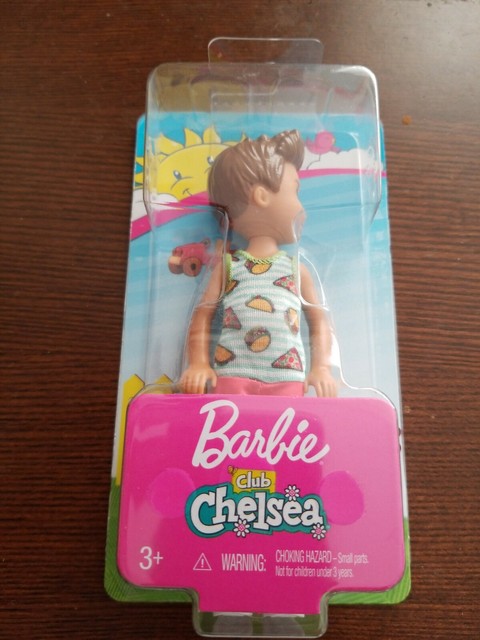 Barbie
club
Chelsea
3+
⚠ WARNING: CHOKING HAZARD – Small parts.
Not for children under 3 years.